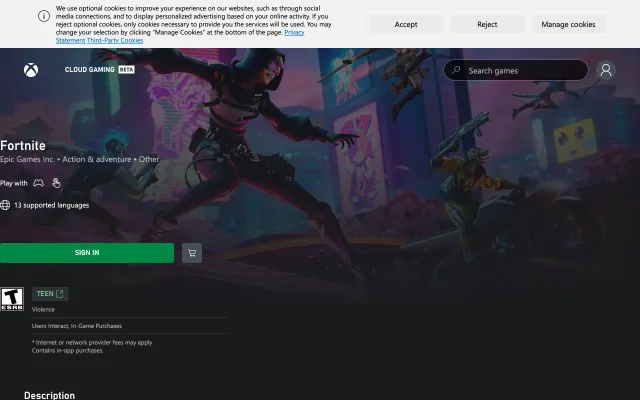 We use optional cookies to improve your experience on our websites, such as through social
media connections, and to display personalized advertising based on your online activity. If you
reject optional cookies, only cookies necessary to provide you the services will be used. You may
change your selection by clicking "Manage Cookies" at the bottom of the page. Privacy
Statement Third-Party Cookies
Accept
Reject
Manage cookies
CLOUD GAMING BETA
Search games
Fortnite
Epic Games Inc. • Action & adventure • Other
Play with
13 supported languages
SIGN IN
T
ESRB
TEEN
Violence
Users Interact, In-Game Purchases
* Internet or network provider fees may apply
Contains in-app purchases.
Description